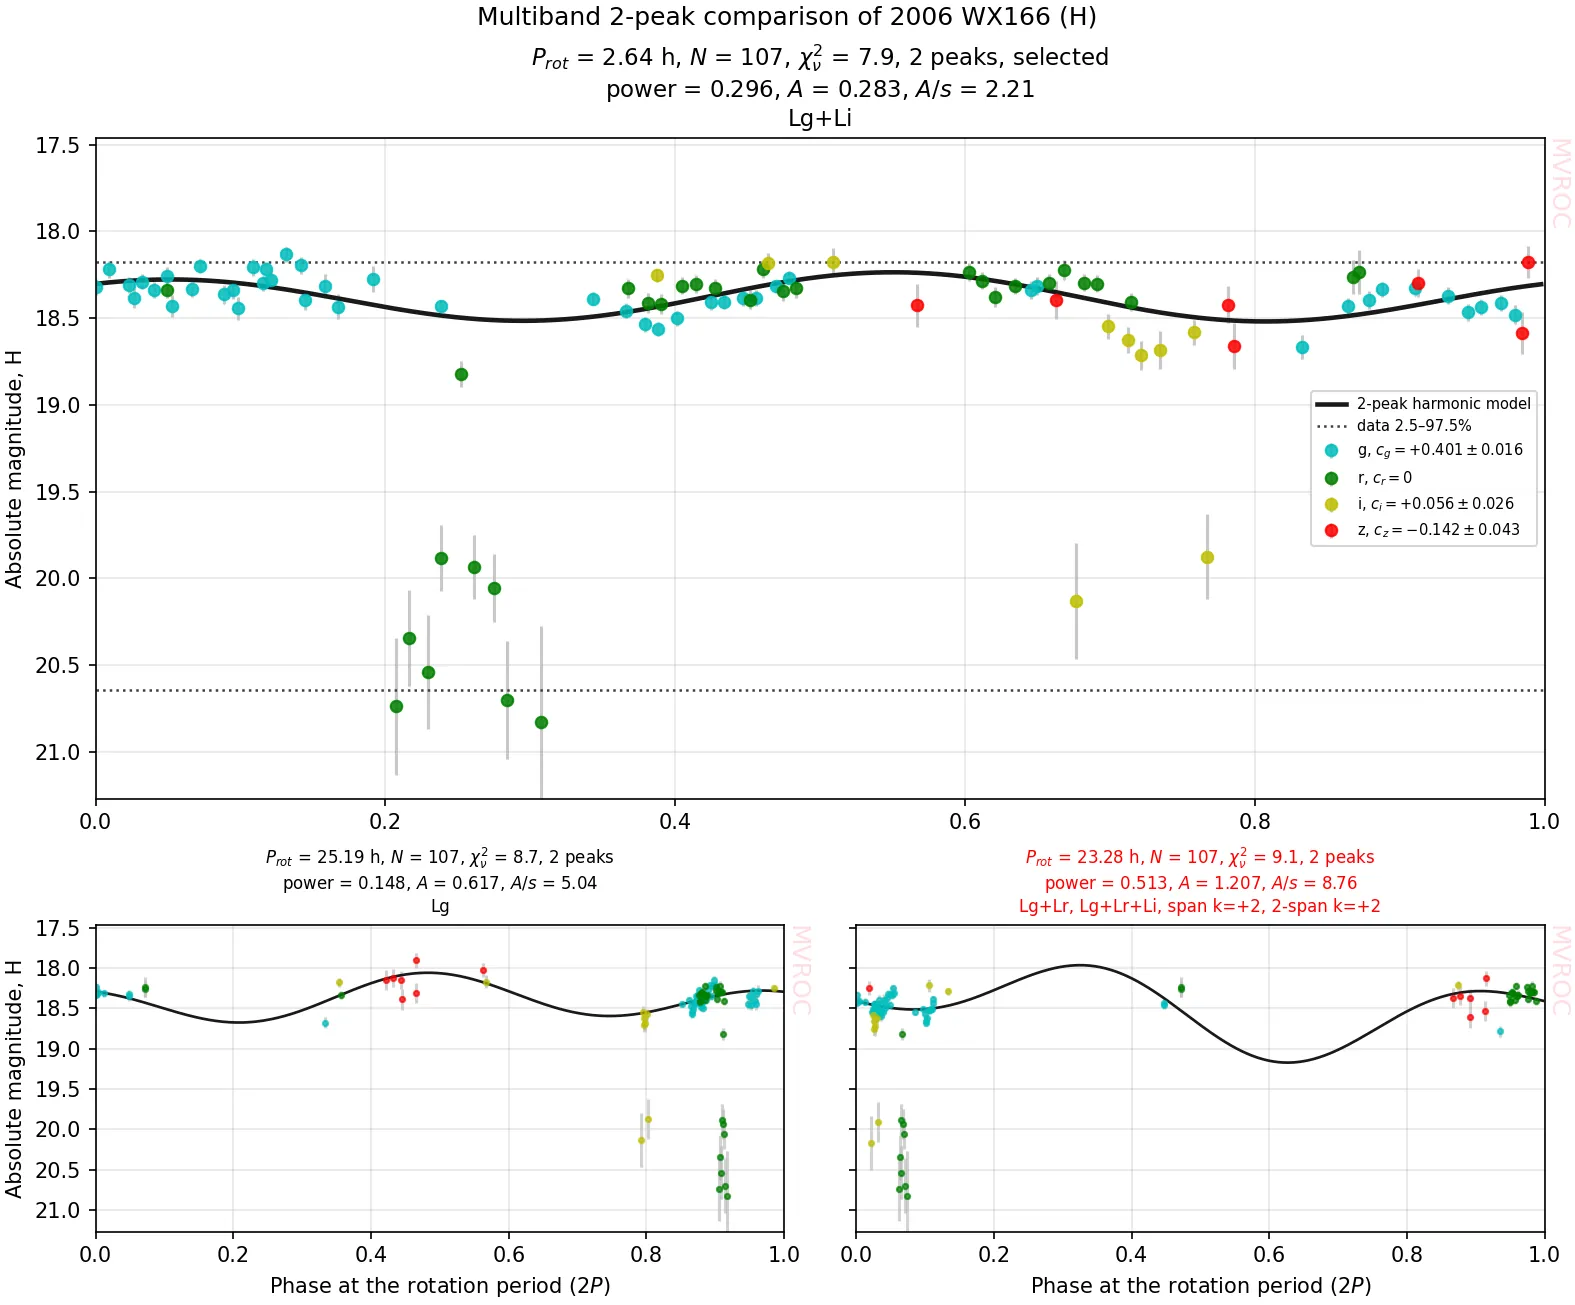 Multiband 2-peak comparison of 2006 WX166 (H)
P_rot = 2.64 h, N = 107, χ²_ν = 7.9, 2 peaks, selected
power = 0.296, A = 0.283, A/s = 2.21
Lg+Li
MVROC
Absolute magnitude, H
17.5
18.0
18.5
19.0
19.5
20.0
20.5
21.0
2-peak harmonic model
data 2.5–97.5%
g, c_g = +0.401 ± 0.016
r, c_r = 0
i, c_i = +0.056 ± 0.026
z, c_z = −0.142 ± 0.043
0.0 0.2 0.4 0.6 0.8 1.0
P_rot = 25.19 h, N = 107, χ²_ν = 8.7, 2 peaks
power = 0.148, A = 0.617, A/s = 5.04
Lg
MVROC
Absolute magnitude, H
17.5
18.0
18.5
19.0
19.5
20.0
20.5
21.0
0.0 0.2 0.4 0.6 0.8 1.0
Phase at the rotation period (2P)
P_rot = 23.28 h, N = 107, χ²_ν = 9.1, 2 peaks
power = 0.513, A = 1.207, A/s = 8.76
Lg+Lr, Lg+Lr+Li, span k=+2, 2-span k=+2
MVROC
0.0 0.2 0.4 0.6 0.8 1.0
Phase at the rotation period (2P)